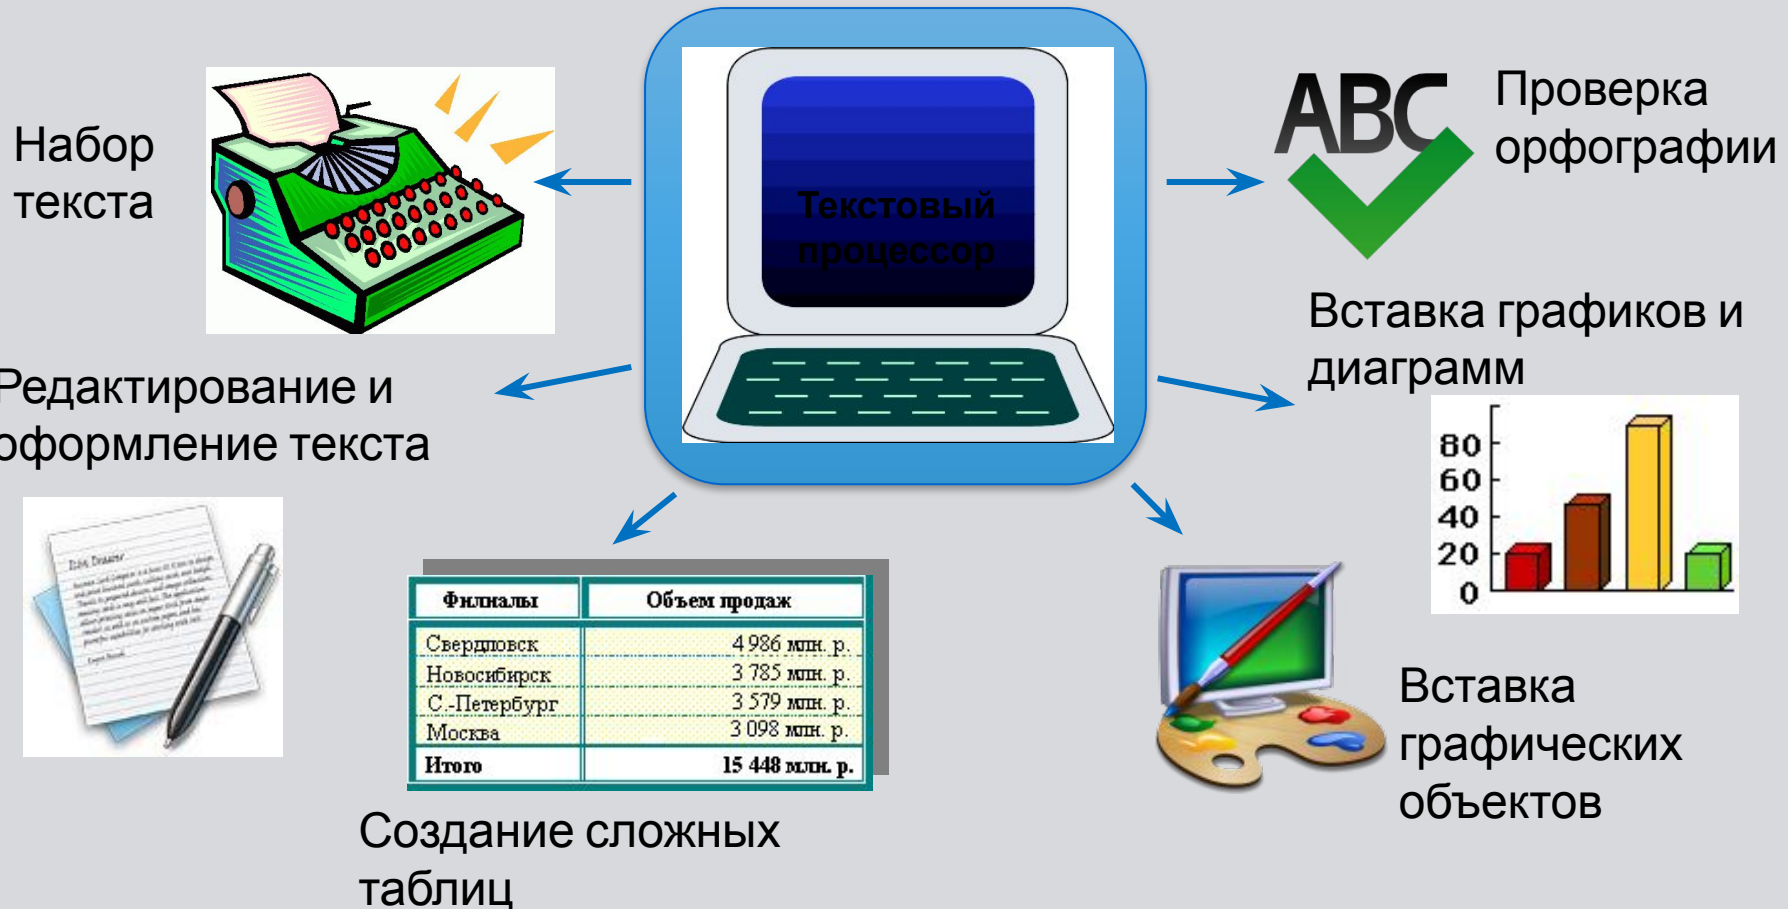 Набор
текста
Текстовый
процессор
ABC
Проверка
орфографии
Редактирование и
оформление текста
Вставка графиков и
диаграмм
80
60
40
20
0
Филиалы Объем продаж
Свердловск 4 986 млн. р.
Новосибирск 3 785 млн. р.
С.-Петербург 3 579 млн. р.
Москва 3 098 млн. р.
Итого 15 448 млн. р.
Создание сложных
таблиц
Вставка
графических
объектов